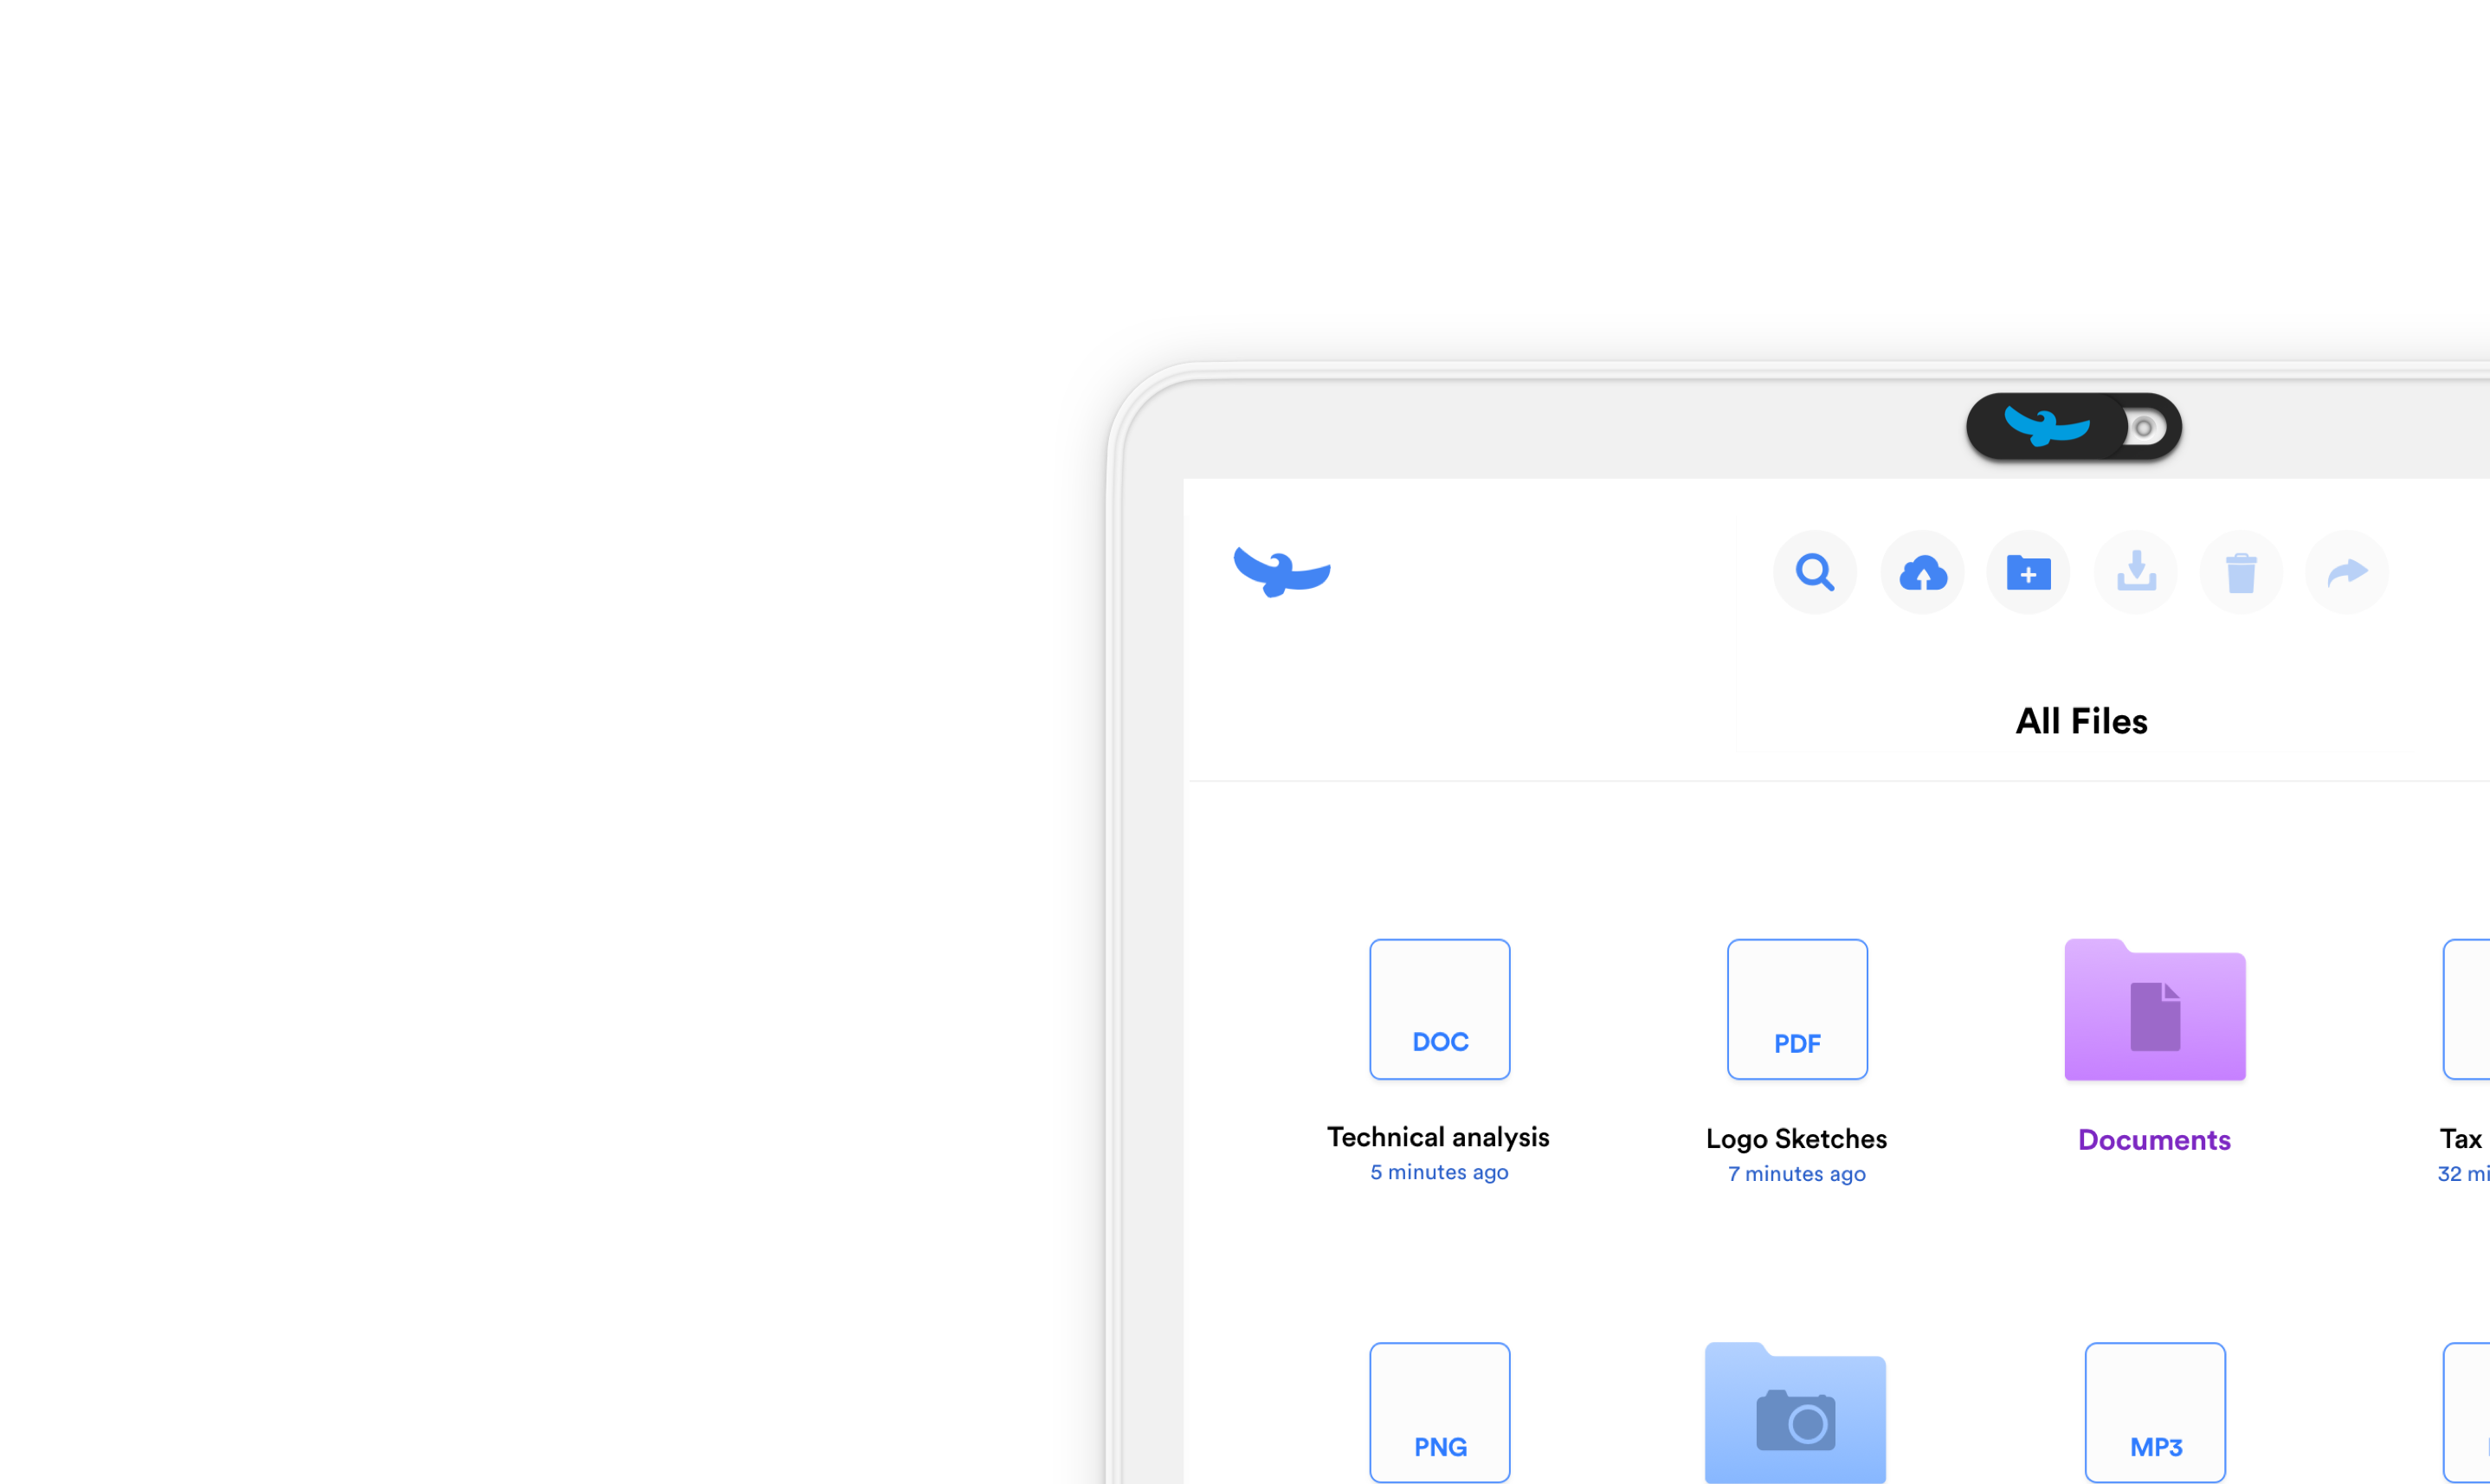 All Files
DOC
PDF
Technical analysis
Logo Sketches
Documents
Tax
5 minutes ago
7 minutes ago
32 mi
PNG
MP3